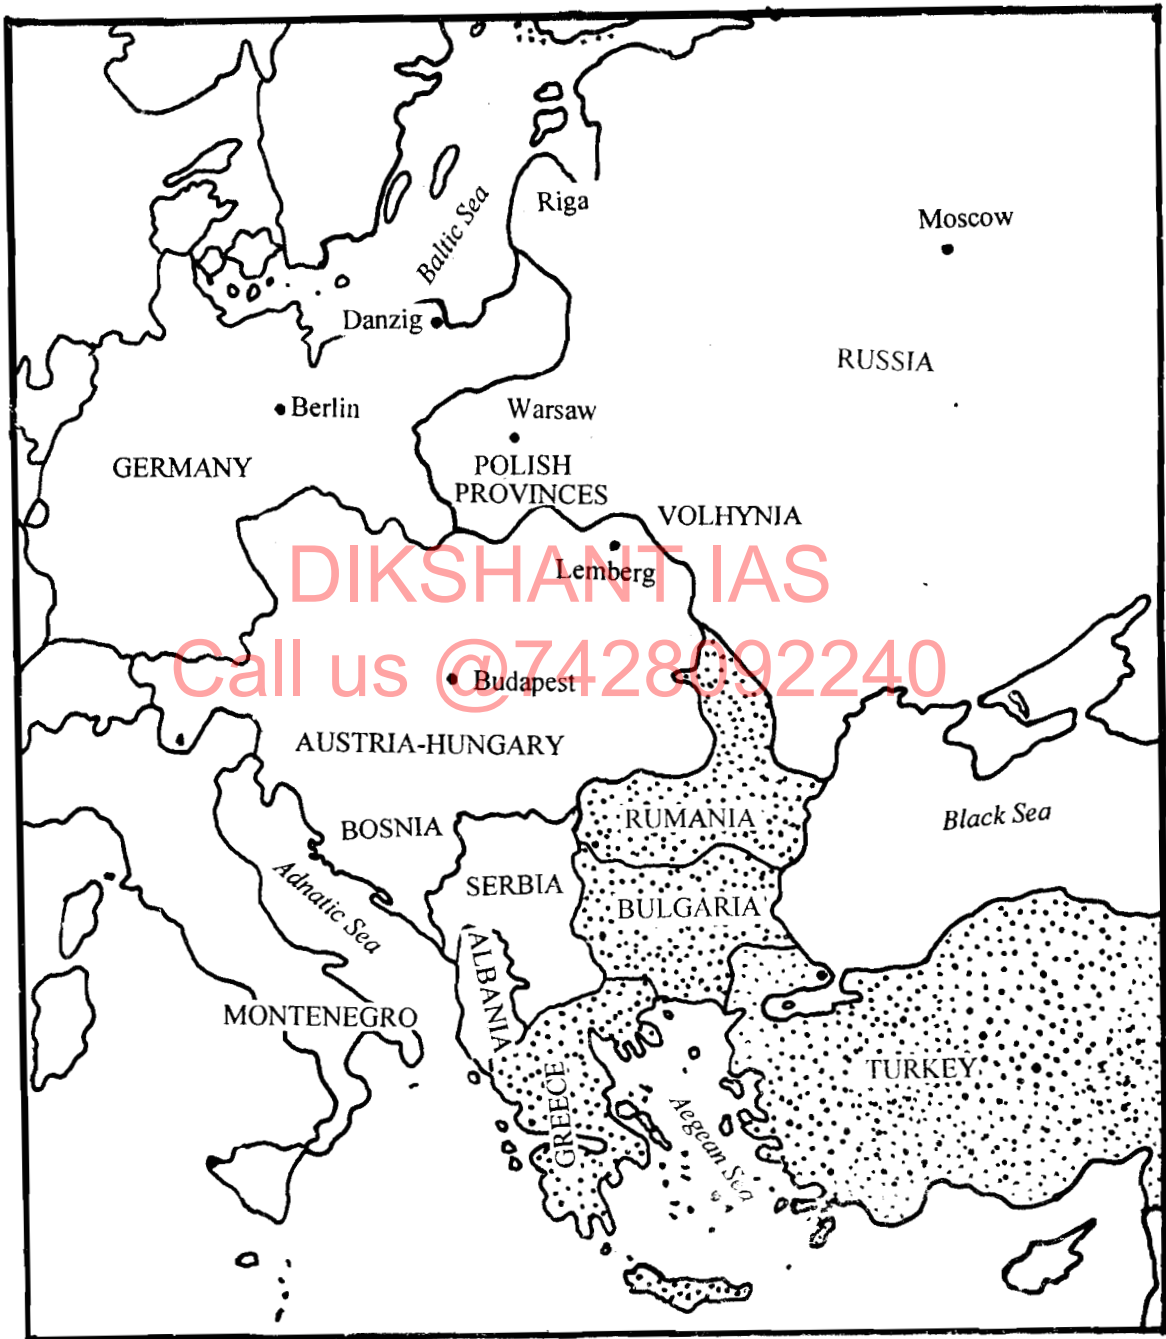 Riga
Moscow
Baltic Sea
Danzig
RUSSIA
Berlin
Warsaw
GERMANY
POLISH
PROVINCES
VOLHYNIA
DIKSHANT IAS
Lemberg
Call us @7428092240
Budapest
AUSTRIA-HUNGARY
BOSNIA
RUMANIA
Black Sea
SERBIA
Adnatic Sea
BULGARIA
ALBANIA
MONTENEGRO
TURKEY
GREECE
Aegean Sea